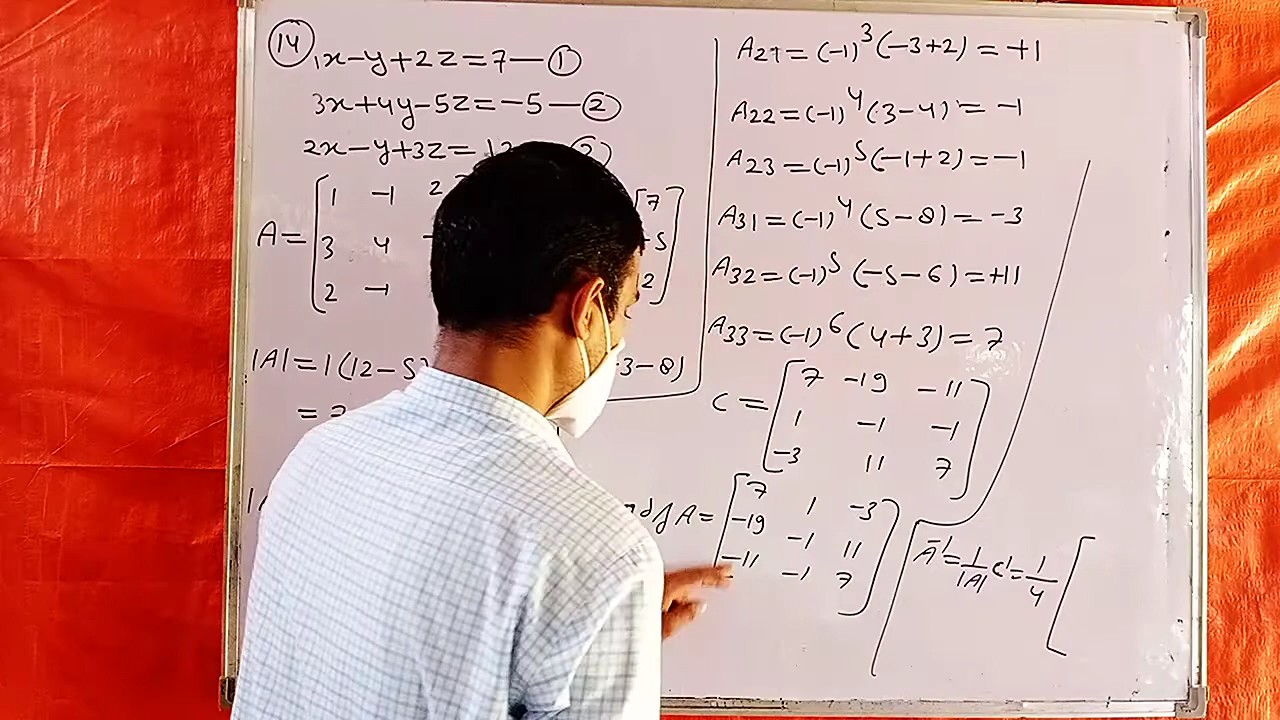 14
1x-y+2z=7—①
3x+4y-5z=-5—②
2x-y+3z=12
A=[1 -1 2
3 4
2 -1
[7
-5
12]
|A|=1(12-5) -3-8)
=7
A21=(-1)³(-3+2)=+1
A22=(-1)⁴(3-4)=-1
A23=(-1)⁵(-1+2)=-1
A31=(-1)⁴(5-8)=-3
A32=(-1)⁵(-5-6)=+11
A33=(-1)⁶(4+3)=7
C=[7 -19 -11
1 -1 -1
-3 11 7]
adjA=[7 1 -3
-19 -1 11
-11 -1 7]
A⁻¹=1/|A| C'=1/4 [